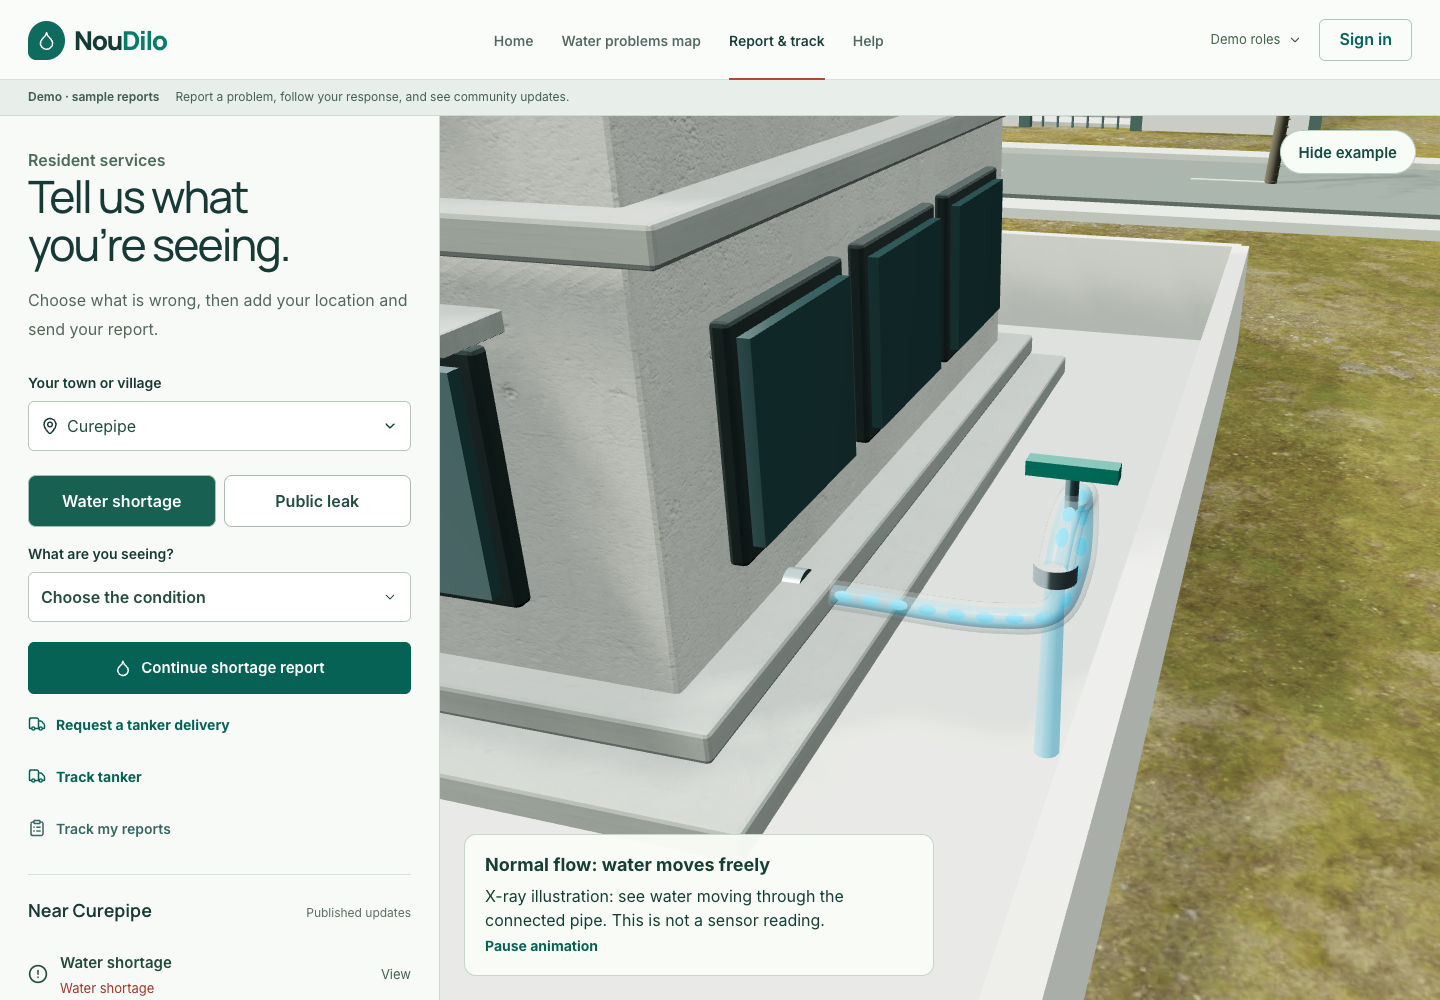 NouDilo
Home
Water problems map
Report & track
Help
Demo roles
Sign in
Demo · sample reports
Report a problem, follow your response, and see community updates.
Resident services
Tell us what
you’re seeing.
Choose what is wrong, then add your location and
send your report.
Your town or village
Curepipe
Water shortage
Public leak
What are you seeing?
Choose the condition
Continue shortage report
Request a tanker delivery
Track tanker
Track my reports
Near Curepipe
Published updates
Water shortage
Water shortage
View
Hide example
Normal flow: water moves freely
X-ray illustration: see water moving through the
connected pipe. This is not a sensor reading.
Pause animation